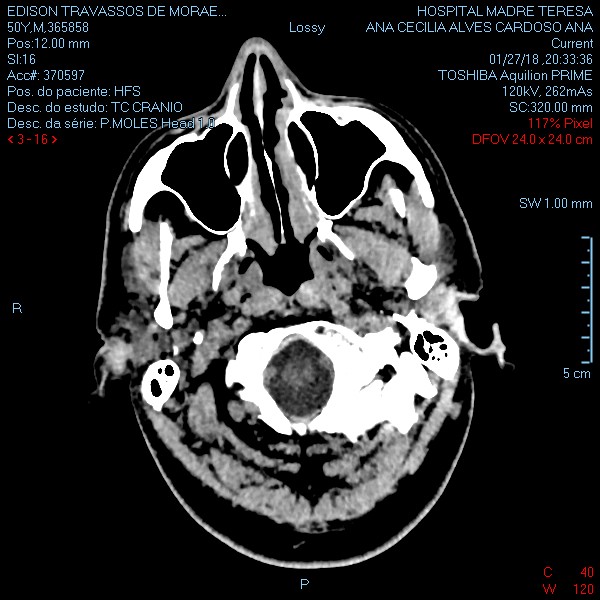 EDISON TRAVASSOS DE MORAE...
50Y,M,365858
Pos:12.00 mm
SI:16
Acc#: 370597
Pos. do paciente: HFS
Desc. do estudo: TC CRANIO
Desc. da série: P.MOLES Head 1.0
< 3 - 16 >
Lossy
HOSPITAL MADRE TERESA
ANA CECILIA ALVES CARDOSO ANA
Current
01/27/18 ,20:33:36
TOSHIBA Aquilion PRIME
120kV, 262mAs
SC:320.00 mm
117% Pixel
DFOV 24.0 x 24.0 cm
SW 1.00 mm
R
5 cm
P
C 40
W 120